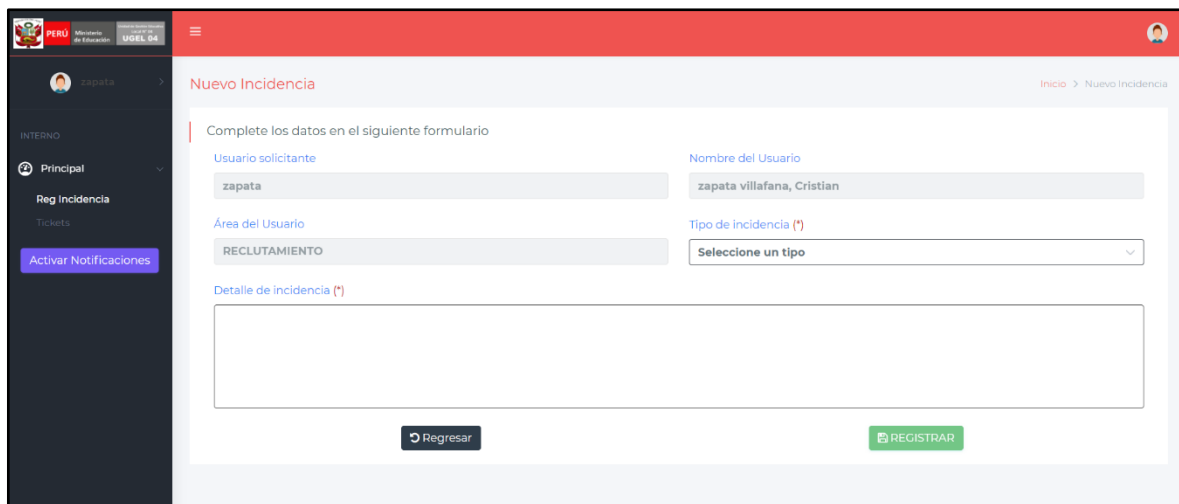 PERÚ Ministerio de Educación UGEL 04
zapata
INTERNO
Principal
Reg Incidencia
Tickets
Activar Notificaciones
Nuevo Incidencia
Inicio > Nuevo Incidencia
Complete los datos en el siguiente formulario
Usuario solicitante
Nombre del Usuario
zapata
zapata villafana, Cristian
Área del Usuario
Tipo de incidencia (*)
RECLUTAMIENTO
Seleccione un tipo
Detalle de incidencia (*)
Regresar
REGISTRAR